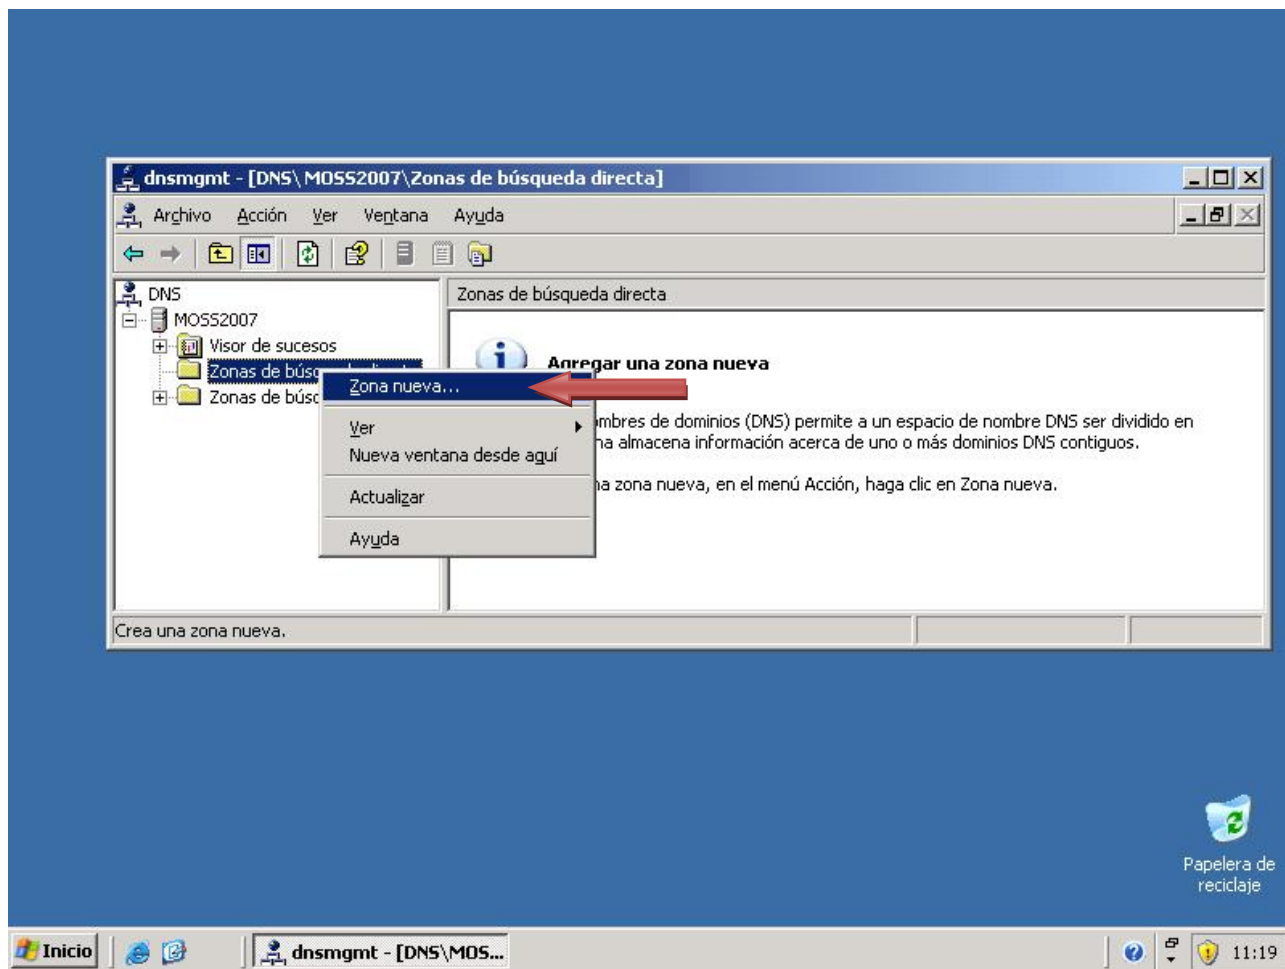 dnsmgmt - [DNS\MOSS2007\Zonas de búsqueda directa]
Archivo Acción Ver Ventana Ayuda
DNS
MOSS2007
Visor de sucesos
Zonas de
Zonas de
Zona nueva...
Ver
Nueva ventana desde aquí
Actualizar
Ayuda
Zonas de búsqueda directa
Agregar una zona nueva
de dominios (DNS) permite a un espacio de nombre DNS ser dividido en
almacena información acerca de uno o más dominios DNS contiguos.
zona nueva, en el menú Acción, haga clic en Zona nueva.
Crea una zona nueva.
Papelera de
reciclaje
Inicio
dnsmgmt - [DNS\MOS...
11:19